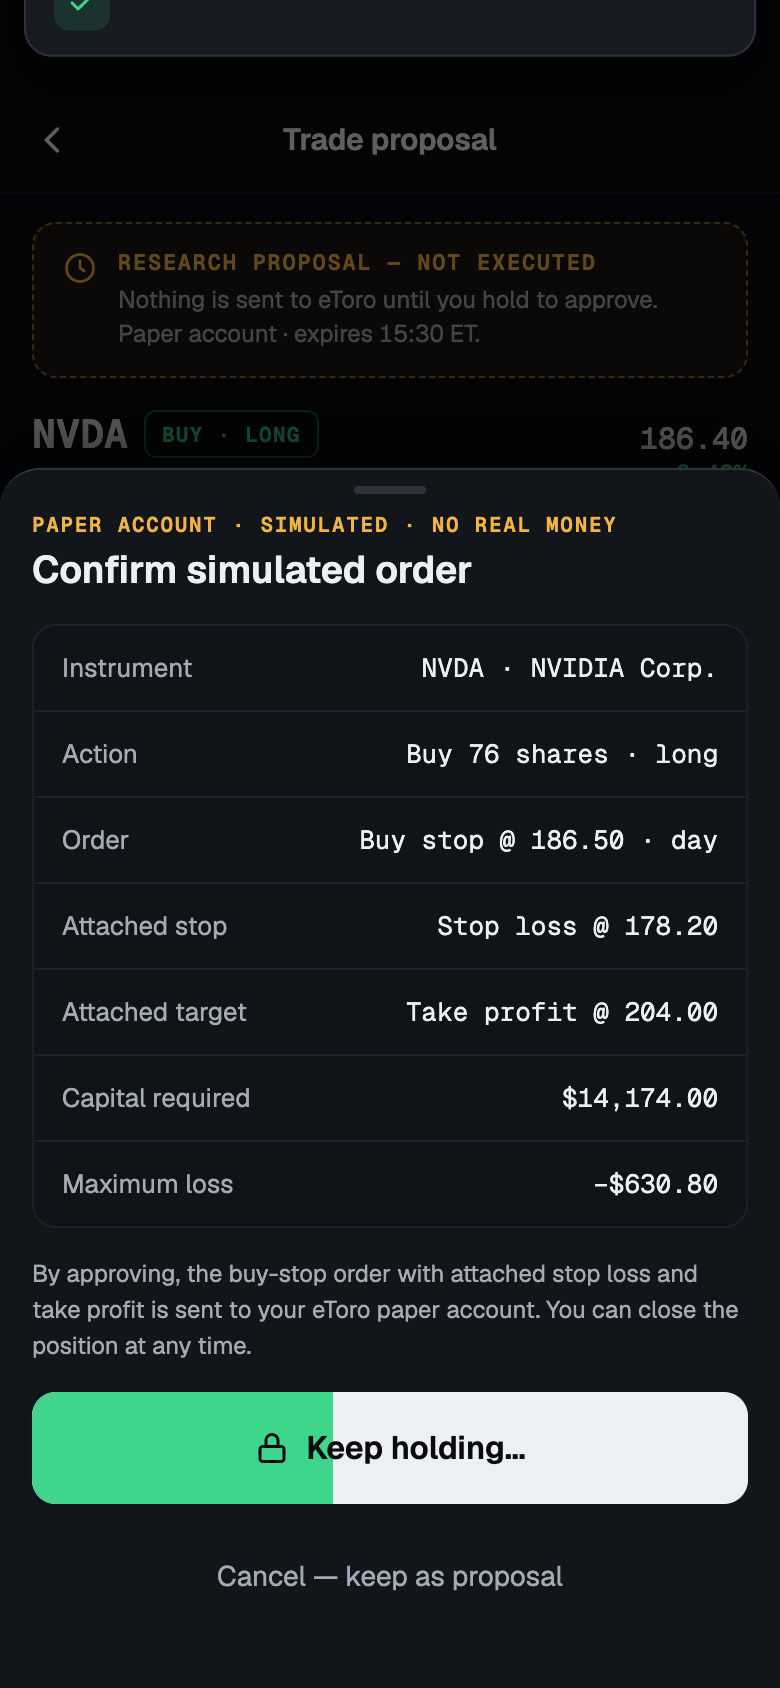 Trade proposal
RESEARCH PROPOSAL — NOT EXECUTED
Nothing is sent to eToro until you hold to approve.
Paper account · expires 15:30 ET.
NVDA
BUY · LONG
186.40
PAPER ACCOUNT · SIMULATED · NO REAL MONEY
Confirm simulated order
Instrument NVDA · NVIDIA Corp.
Action Buy 76 shares · long
Order Buy stop @ 186.50 · day
Attached stop Stop loss @ 178.20
Attached target Take profit @ 204.00
Capital required $14,174.00
Maximum loss −$630.80
By approving, the buy-stop order with attached stop loss and
take profit is sent to your eToro paper account. You can close the
position at any time.
Keep holding…
Cancel — keep as proposal